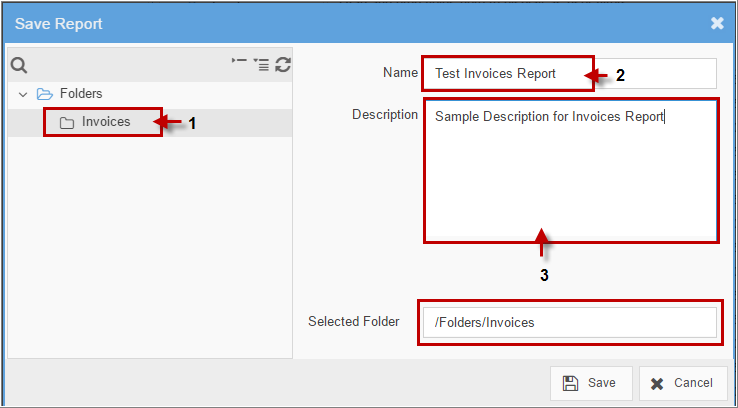 Save Report
Folders
Invoices
1
Name
Test Invoices Report
2
Description
Sample Description for Invoices Report
3
Selected Folder
/Folders/Invoices
Save
Cancel